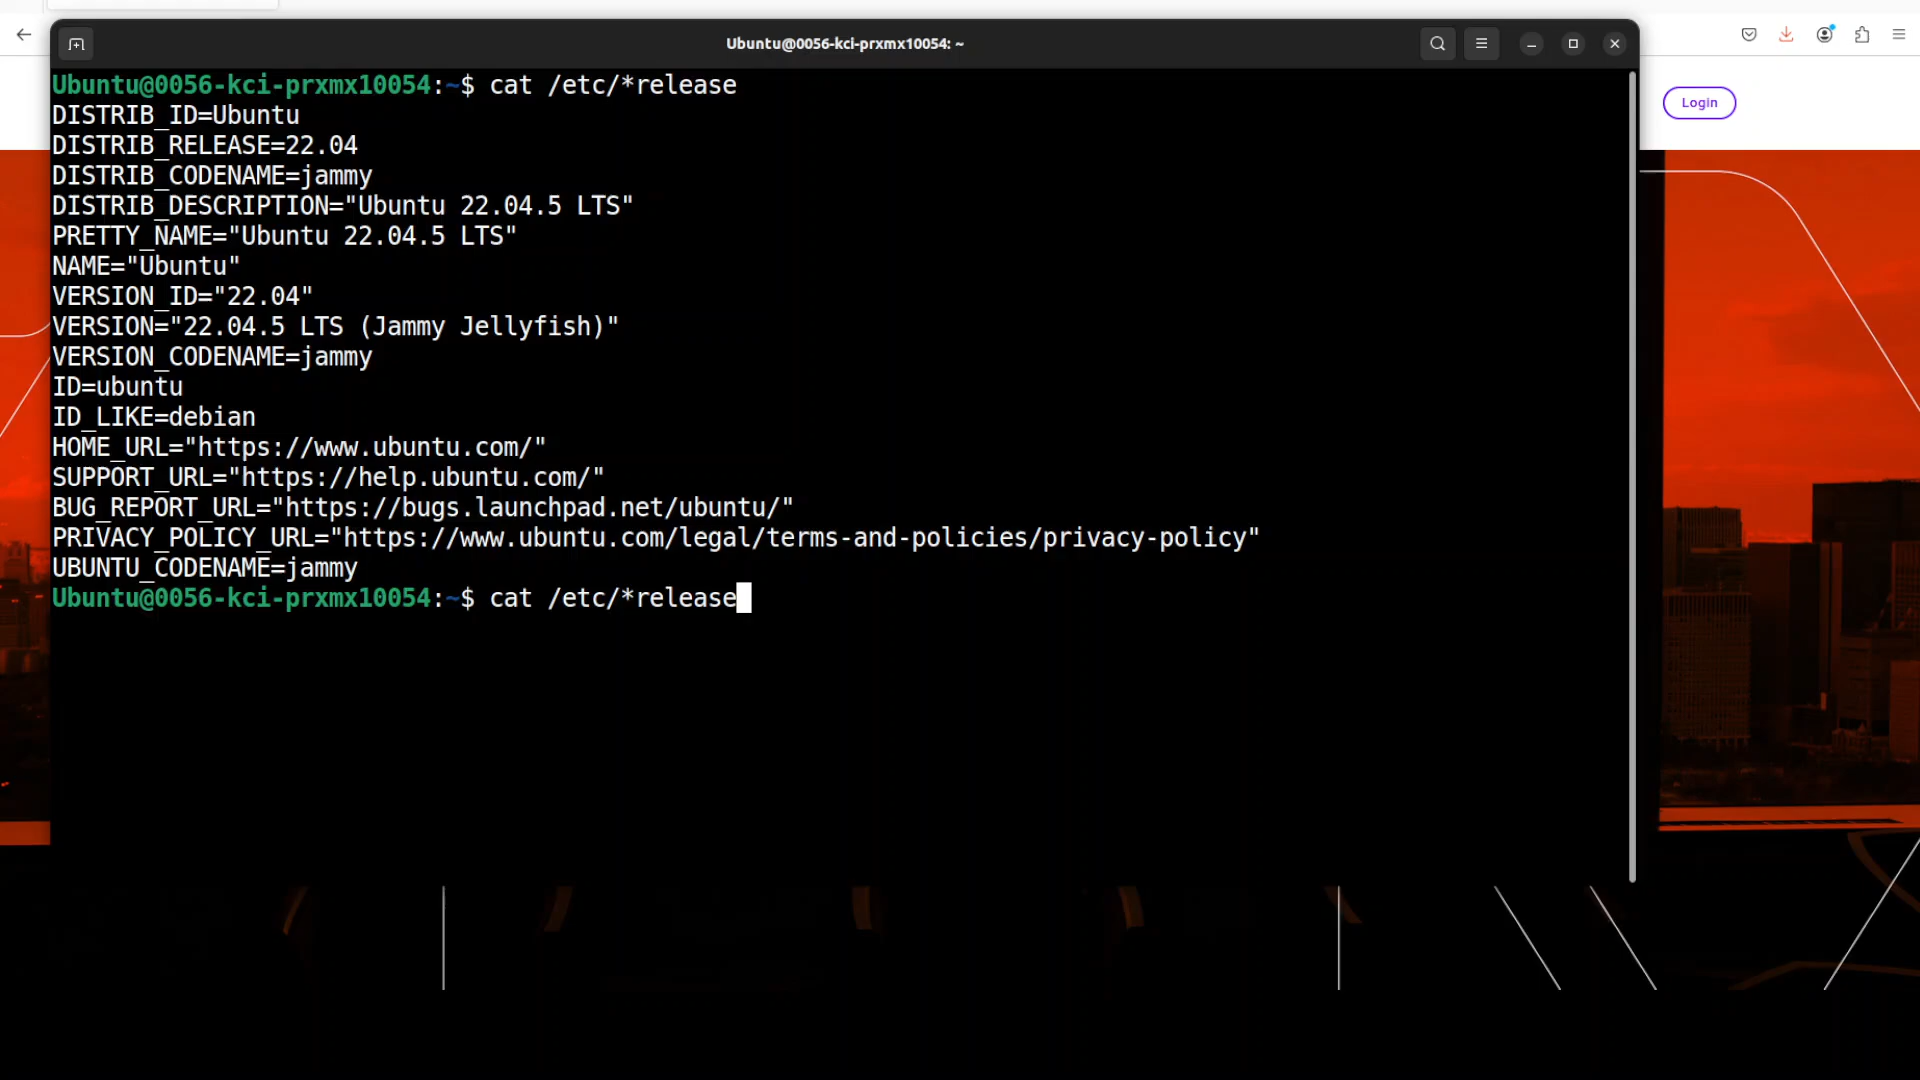 Ubuntu@0056-kci-prxmx10054: ~
Login
Ubuntu@0056-kci-prxmx10054:~$ cat /etc/*release
DISTRIB_ID=Ubuntu
DISTRIB_RELEASE=22.04
DISTRIB_CODENAME=jammy
DISTRIB_DESCRIPTION="Ubuntu 22.04.5 LTS"
PRETTY_NAME="Ubuntu 22.04.5 LTS"
NAME="Ubuntu"
VERSION_ID="22.04"
VERSION="22.04.5 LTS (Jammy Jellyfish)"
VERSION_CODENAME=jammy
ID=ubuntu
ID_LIKE=debian
HOME_URL="https://www.ubuntu.com/"
SUPPORT_URL="https://help.ubuntu.com/"
BUG_REPORT_URL="https://bugs.launchpad.net/ubuntu/"
PRIVACY_POLICY_URL="https://www.ubuntu.com/legal/terms-and-policies/privacy-policy"
UBUNTU_CODENAME=jammy
Ubuntu@0056-kci-prxmx10054:~$ cat /etc/*release